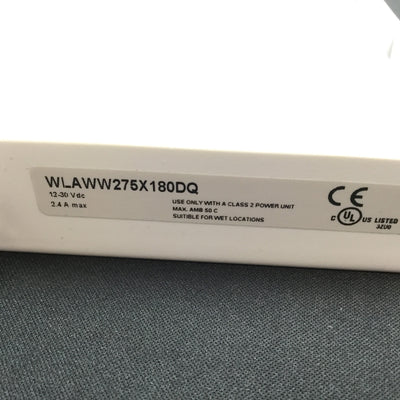 WLAWW275X180DQ
12-30 Vdc
2.4 A max
USE ONLY WITH A CLASS 2 POWER UNIT
MAX. AMB 50 C
SUITABLE FOR WET LOCATIONS
CE
C UL US LISTED